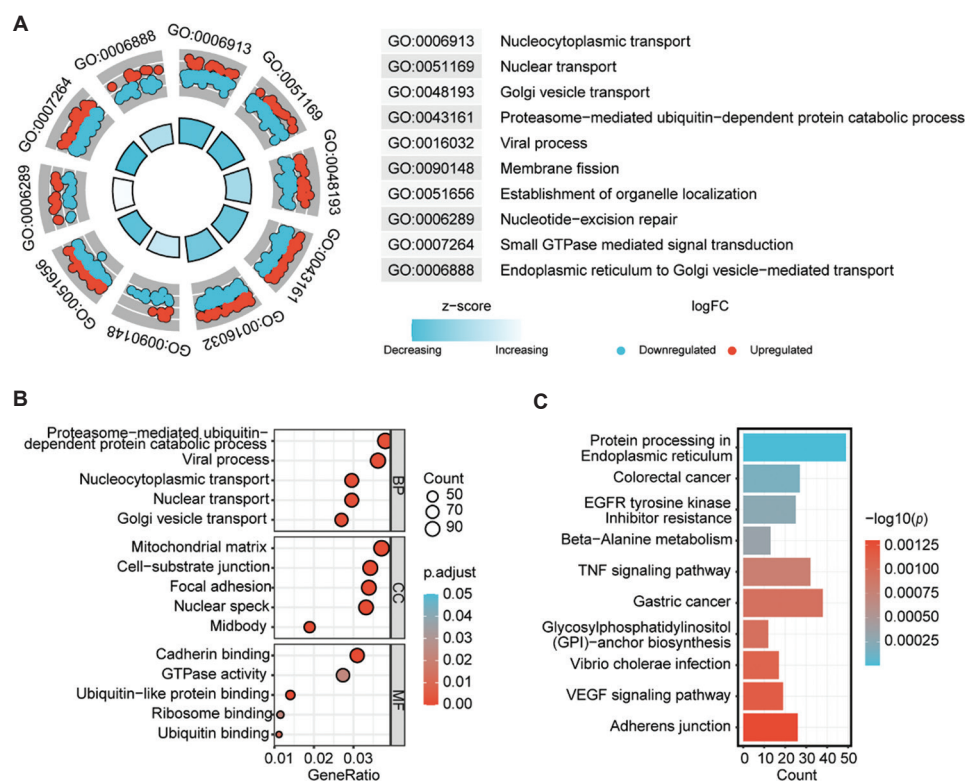 A
GO:0006888
GO:0006913
GO:0051169
GO:0048193
GO:0043161
GO:0016032
GO:0090148
GO:0051656
GO:0006289
GO:0007264
GO:0006913 Nucleocytoplasmic transport
GO:0051169 Nuclear transport
GO:0048193 Golgi vesicle transport
GO:0043161 Proteasome-mediated ubiquitin-dependent protein catabolic process
GO:0016032 Viral process
GO:0090148 Membrane fission
GO:0051656 Establishment of organelle localization
GO:0006289 Nucleotide-excision repair
GO:0007264 Small GTPase mediated signal transduction
GO:0006888 Endoplasmic reticulum to Golgi vesicle-mediated transport
z-score
Decreasing Increasing
logFC
Downregulated Upregulated
B
Proteasome-mediated ubiquitin-
dependent protein catabolic process
Viral process
Nucleocytoplasmic transport
Nuclear transport
Golgi vesicle transport
BP
Mitochondrial matrix
Cell-substrate junction
Focal adhesion
Nuclear speck
Midbody
CC
Cadherin binding
GTPase activity
Ubiquitin-like protein binding
Ribosome binding
Ubiquitin binding
MF
0.01 0.02 0.03
GeneRatio
Count
50
70
90
p.adjust
0.05
0.04
0.03
0.02
0.01
0.00
C
Protein processing in
Endoplasmic reticulum
Colorectal cancer
EGFR tyrosine kinase
Inhibitor resistance
Beta-Alanine metabolism
TNF signaling pathway
Gastric cancer
Glycosylphosphatidylinositol
(GPI)-anchor biosynthesis
Vibrio cholerae infection
VEGF signaling pathway
Adherens junction
0 10 20 30 40 50
Count
−log10(p)
0.00125
0.00100
0.00075
0.00050
0.00025